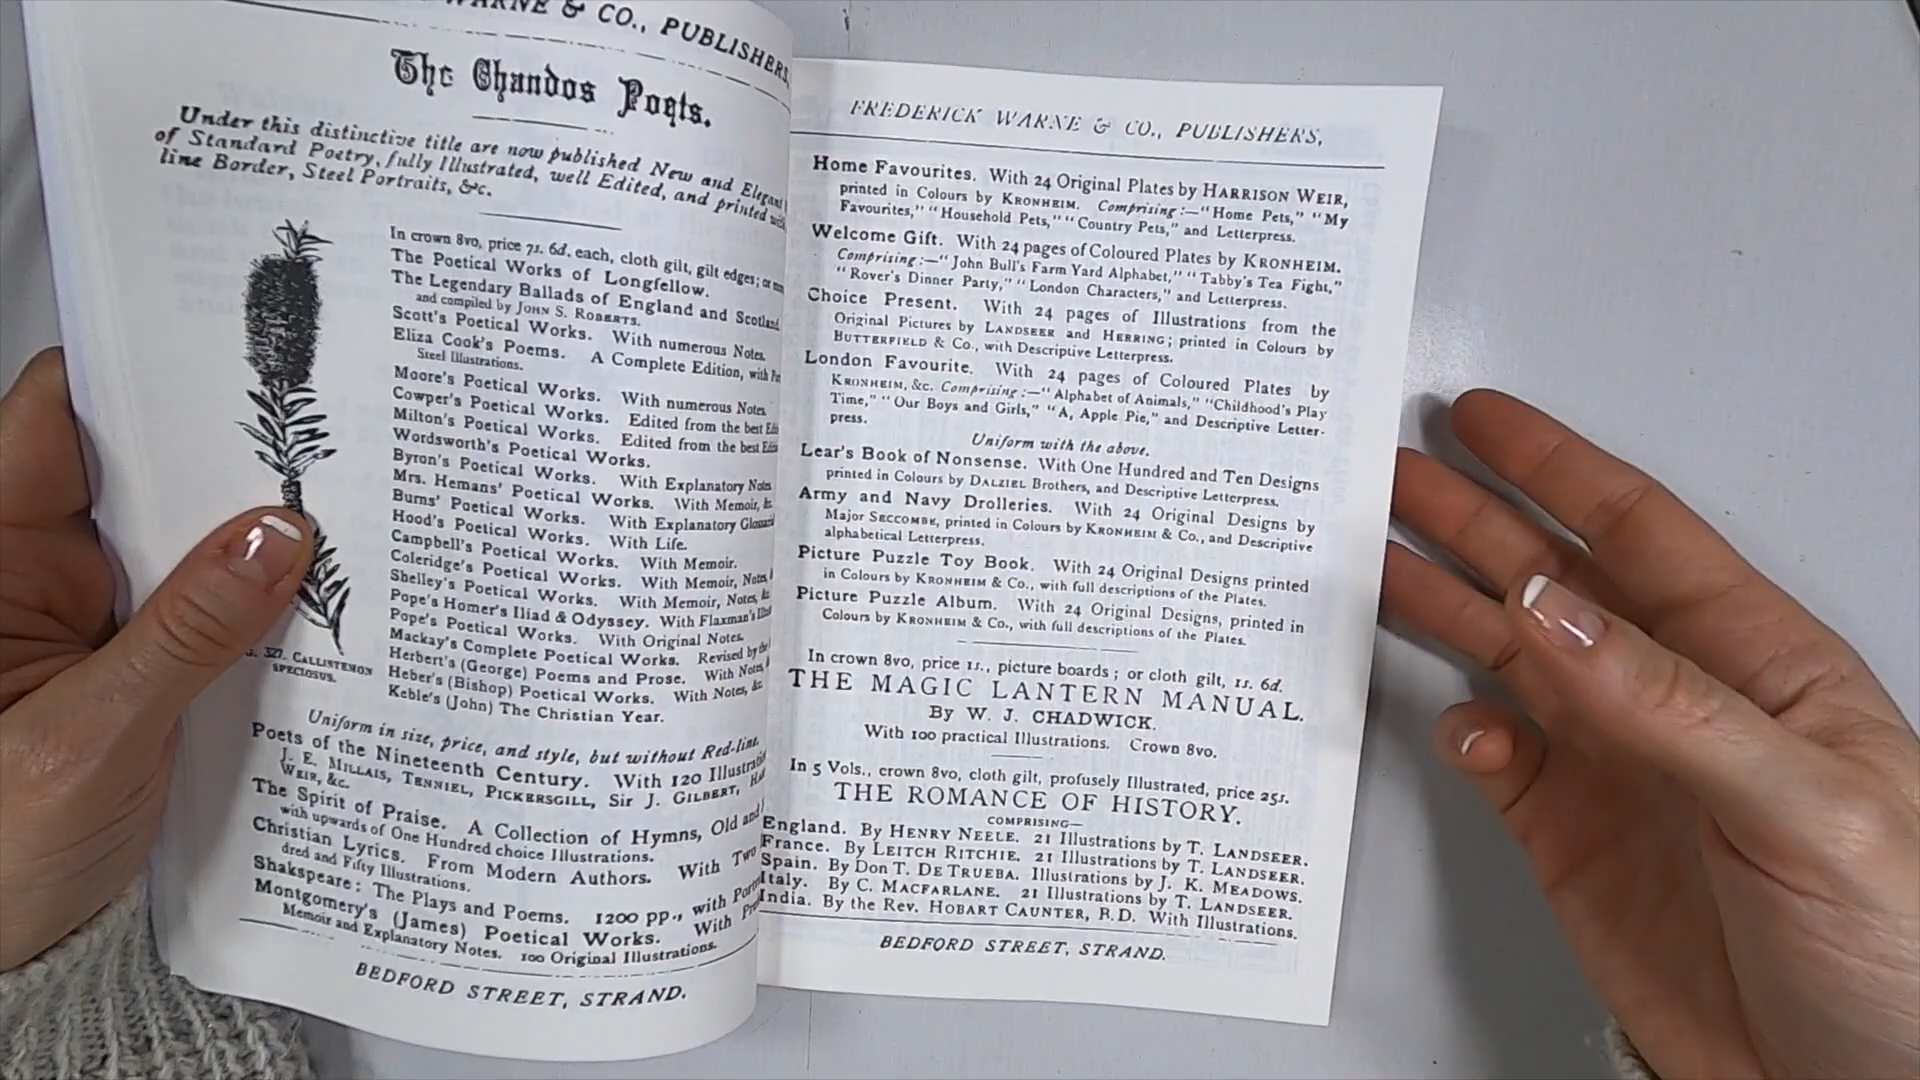 WARNE & CO., PUBLISHERS,
The Chandos Poets.
Under this distinctive title are now published New and Elegant
of Standard Poetry, fully Illustrated, well Edited, and printed with
line Border, Steel Portraits, &c.
In crown 8vo, price 7s. 6d. each, cloth gilt, gilt edges; or
The Poetical Works of Longfellow.
The Legendary Ballads of England and Scotland
and compiled by JOHN S. ROBERTS.
Scott's Poetical Works. With numerous Notes.
Eliza Cook's Poems. A Complete Edition, with
Steel Illustrations.
Moore's Poetical Works. With numerous Notes.
Cowper's Poetical Works. Edited from the best
Milton's Poetical Works. Edited from the best
Wordsworth's Poetical Works.
Byron's Poetical Works. With Explanatory Notes
Mrs. Hemans' Poetical Works. With Memoir, &c.
Burns' Poetical Works. With Explanatory
Hood's Poetical Works. With Life.
Campbell's Poetical Works. With Memoir.
Coleridge's Poetical Works. With Memoir, Notes,
Shelley's Poetical Works. With Memoir, Notes, &c.
Pope's Homer's Iliad & Odyssey. With Flaxman's
Pope's Poetical Works. With Original Notes.
Mackay's Complete Poetical Works. Revised by the
Herbert's (George) Poems and Prose. With Notes,
Heber's (Bishop) Poetical Works. With Notes, &c.
Keble's (John) The Christian Year.
327. CALLISTEMON
SPECIOSUS.
Uniform in size, price, and style, but without Red-line.
Poets of the Nineteenth Century. With 120
J. E. MILLAIS, TENNIEL, PICKERSGILL, SIR J. GILBERT,
WEIR, &c.
The Spirit of Praise. A Collection of Hymns, Old and
with upwards of One Hundred choice Illustrations.
Christian Lyrics. From Modern Authors. With Two
dred and Fifty Illustrations.
Shakspeare: The Plays and Poems. 1200 pp., with
Montgomery's (James) Poetical Works. With
Memoir and Explanatory Notes. 100 Original Illustrations.
BEDFORD STREET, STRAND.
FREDERICK WARNE & CO., PUBLISHERS,
Home Favourites. With 24 Original Plates by HARRISON WEIR,
printed in Colours by KRONHEIM. Comprising:—"Home Pets," "My
Favourites," "Household Pets," "Country Pets," and Letterpress.
Welcome Gift. With 24 pages of Coloured Plates by KRONHEIM.
Comprising:—"John Bull's Farm Yard Alphabet," "Tabby's Tea Fight,"
"Rover's Dinner Party," "London Characters," and Letterpress.
Choice Present. With 24 pages of Illustrations from the
Original Pictures by LANDSEER and HERRING; printed in Colours by
BUTTERFIELD & Co., with Descriptive Letterpress.
London Favourite. With 24 pages of Coloured Plates by
KRONHEIM, &c. Comprising:—"Alphabet of Animals," "Childhood's Play
Time," "Our Boys and Girls," "A, Apple Pie," and Descriptive Letter-
press.
Uniform with the above.
Lear's Book of Nonsense. With One Hundred and Ten Designs
printed in Colours by DALZIEL Brothers, and Descriptive Letterpress.
Army and Navy Drolleries. With 24 Original Designs by
Major SECCOMBE, printed in Colours by KRONHEIM & Co., and Descriptive
alphabetical Letterpress.
Picture Puzzle Toy Book. With 24 Original Designs printed
in Colours by KRONHEIM & Co., with full descriptions of the Plates.
Picture Puzzle Album. With 24 Original Designs, printed in
Colours by KRONHEIM & Co., with full descriptions of the Plates.
In crown 8vo, price 1s., picture boards; or cloth gilt, 1s. 6d.
THE MAGIC LANTERN MANUAL.
By W. J. CHADWICK.
With 100 practical Illustrations. Crown 8vo.
In 5 Vols., crown 8vo, cloth gilt, profusely Illustrated, price 25s.
THE ROMANCE OF HISTORY.
COMPRISING—
England. By HENRY NEELE. 21 Illustrations by T. LANDSEER.
France. By LEITCH RITCHIE. 21 Illustrations by T. LANDSEER.
Spain. By Don T. DE TRUEBA. Illustrations by J. K. MEADOWS.
Italy. By C. MACFARLANE. 21 Illustrations by T. LANDSEER.
India. By the Rev. HOBART CAUNTER, B.D. With Illustrations.
BEDFORD STREET, STRAND.